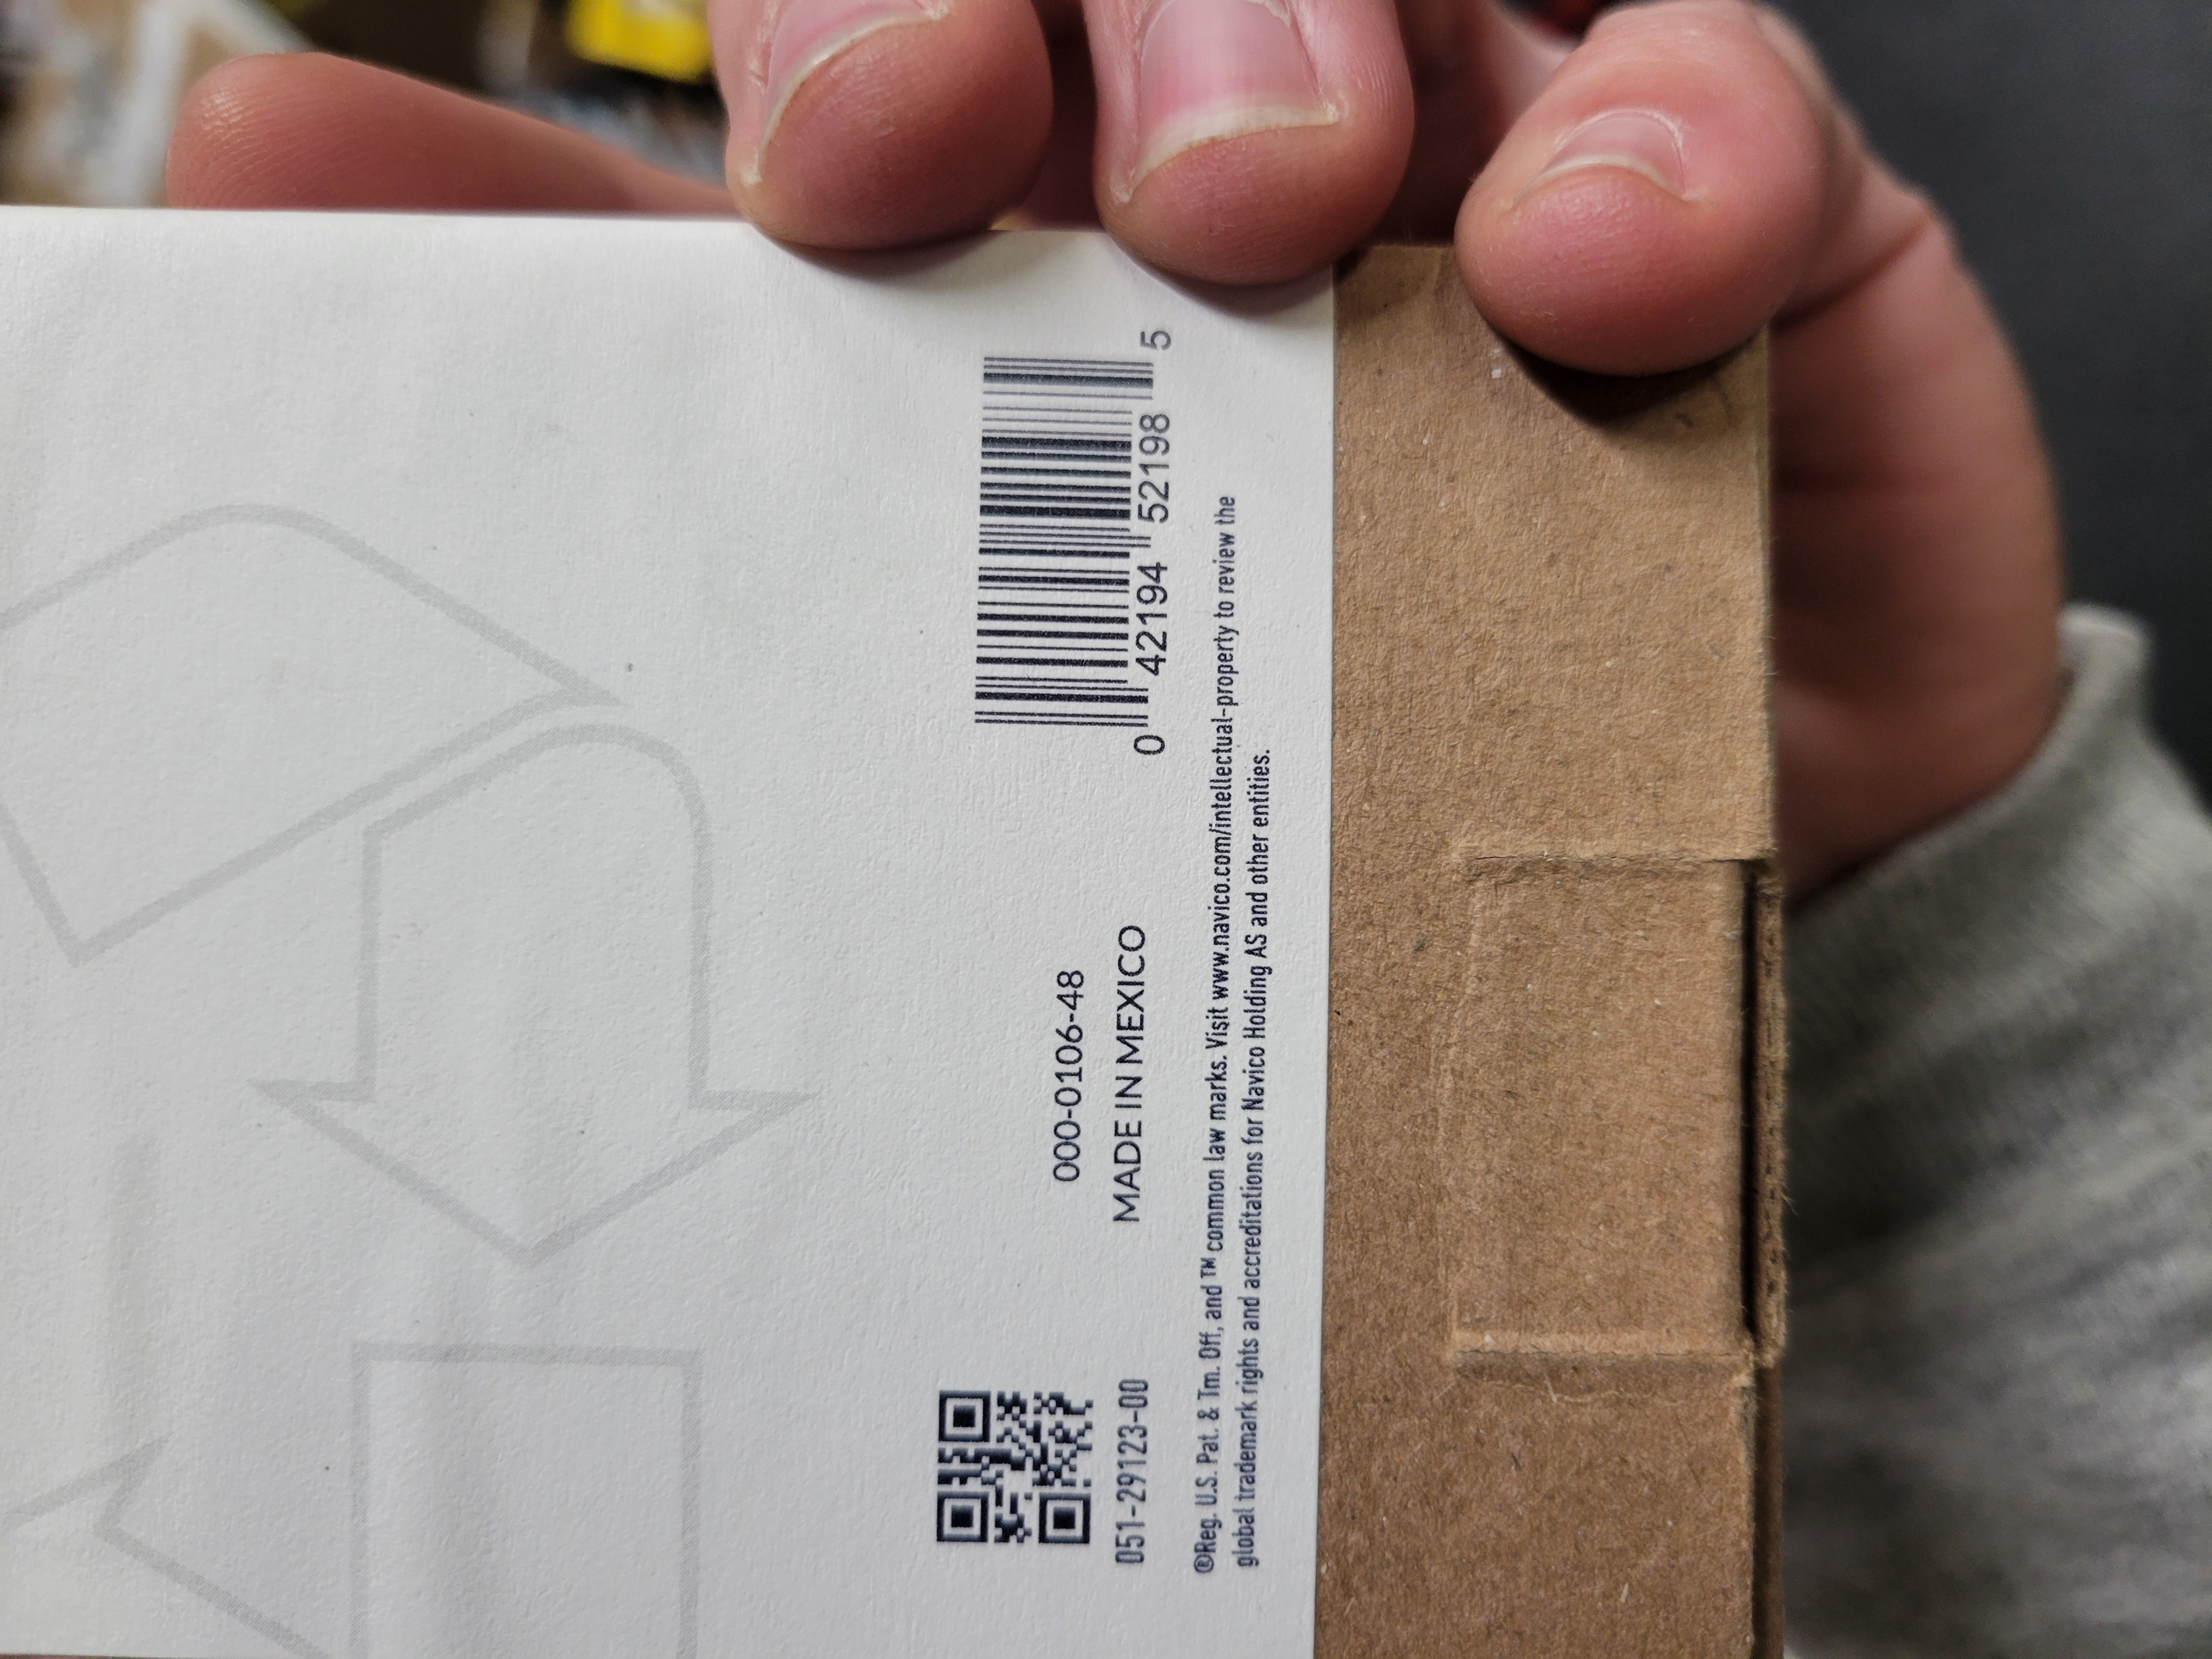 0 42194 52198 5
000-0106-48
MADE IN MEXICO
051-29123-00
®Reg. U.S. Pat. & Tm. Off, and ™ common law marks. Visit www.navico.com/intellectual-property to review the
global trademark rights and accreditations for Navico Holding AS and other entities.